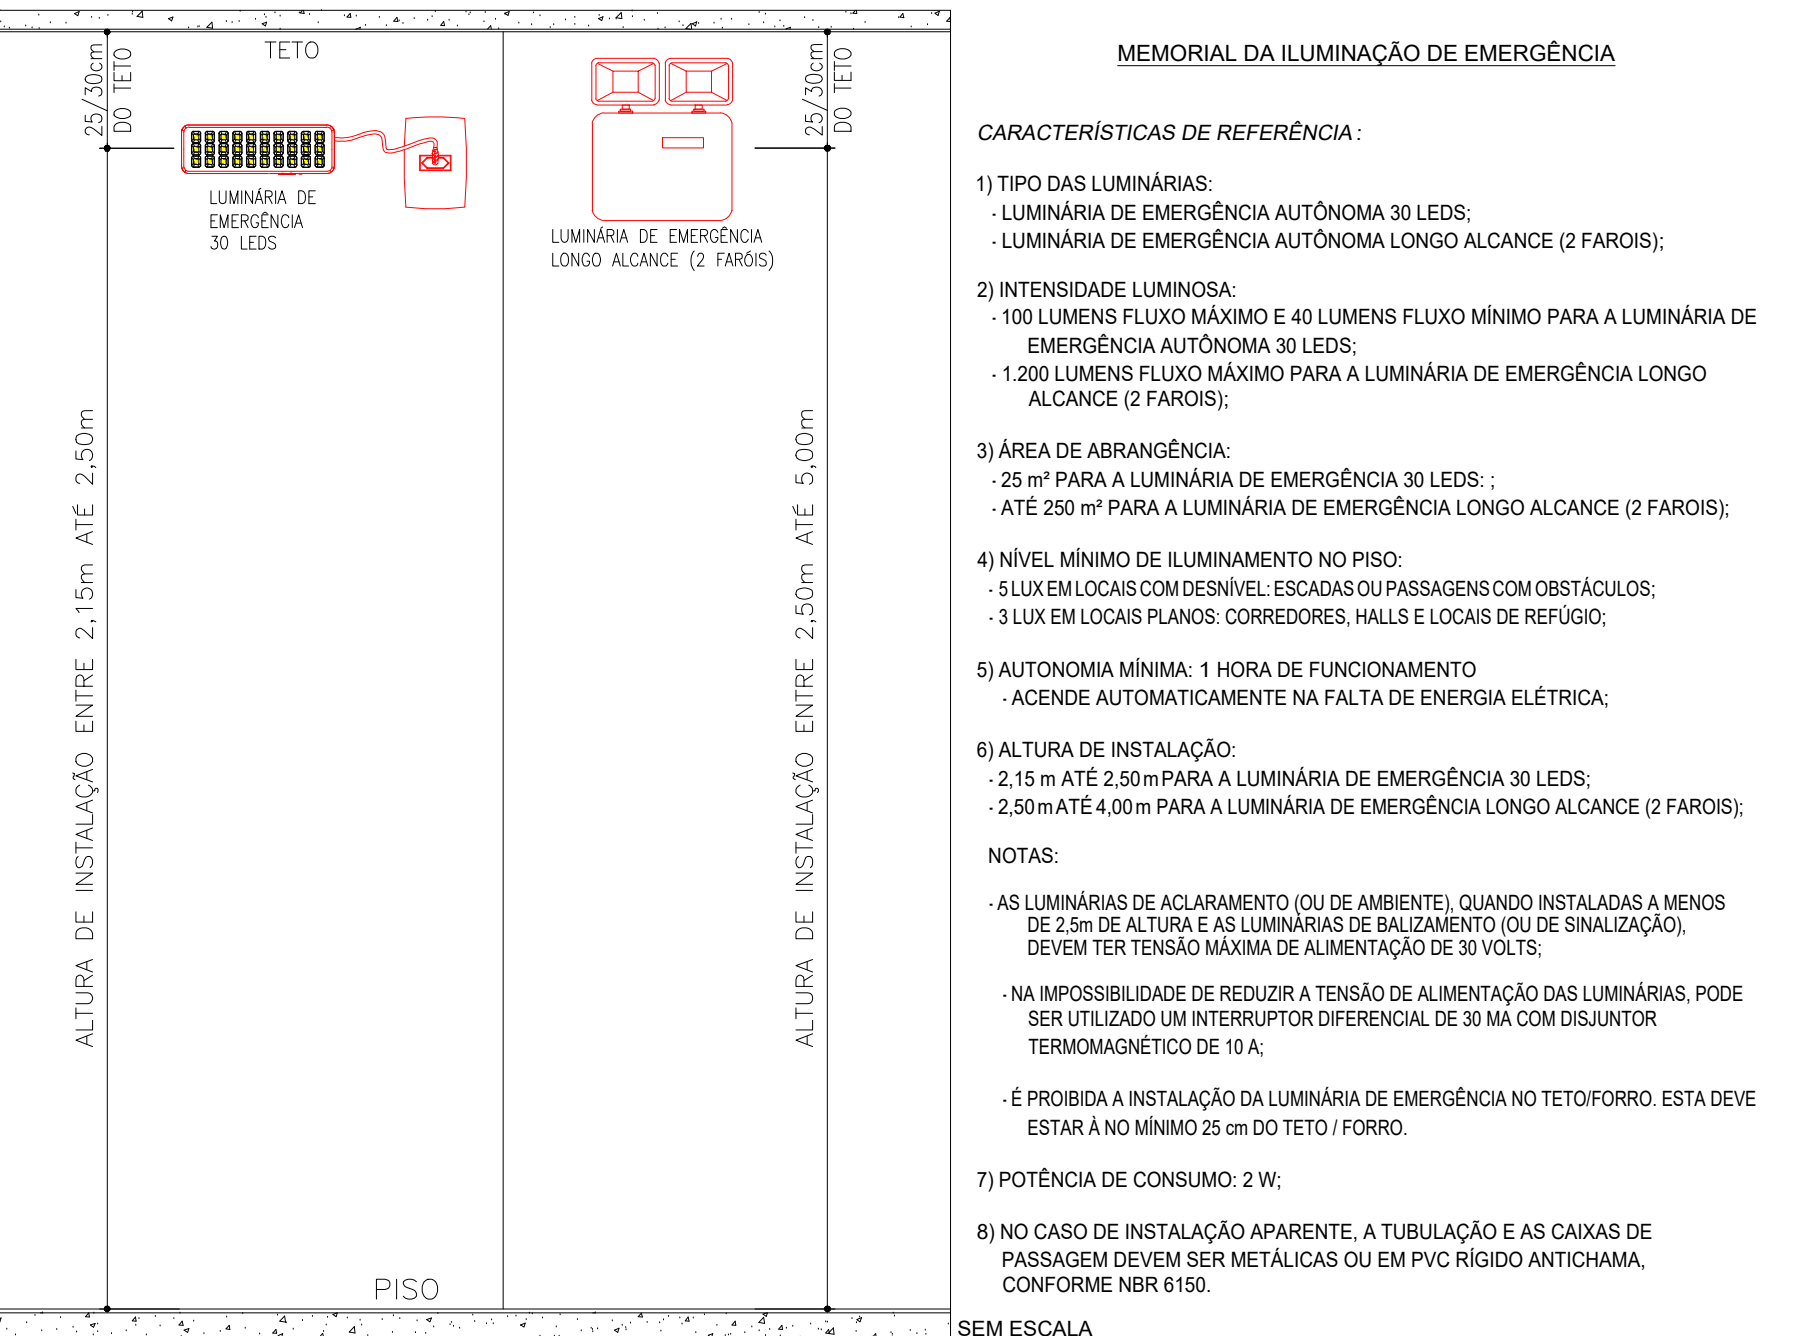 TETO
25/30cm
DO TETO
LUMINÁRIA DE
EMERGÊNCIA
30 LEDS
ALTURA DE INSTALAÇÃO ENTRE 2,15m ATÉ 2,50m
25/30cm
DO TETO
LUMINÁRIA DE EMERGÊNCIA
LONGO ALCANCE (2 FARÓIS)
ALTURA DE INSTALAÇÃO ENTRE 2,50m ATÉ 5,00m
PISO
MEMORIAL DA ILUMINAÇÃO DE EMERGÊNCIA
CARACTERÍSTICAS DE REFERÊNCIA :
1) TIPO DAS LUMINÁRIAS:
- LUMINÁRIA DE EMERGÊNCIA AUTÔNOMA 30 LEDS;
- LUMINÁRIA DE EMERGÊNCIA AUTÔNOMA LONGO ALCANCE (2 FAROIS);
2) INTENSIDADE LUMINOSA:
- 100 LUMENS FLUXO MÁXIMO E 40 LUMENS FLUXO MÍNIMO PARA A LUMINÁRIA DE
EMERGÊNCIA AUTÔNOMA 30 LEDS;
- 1.200 LUMENS FLUXO MÁXIMO PARA A LUMINÁRIA DE EMERGÊNCIA LONGO
ALCANCE (2 FAROIS);
3) ÁREA DE ABRANGÊNCIA:
- 25 m² PARA A LUMINÁRIA DE EMERGÊNCIA 30 LEDS: ;
- ATÉ 250 m² PARA A LUMINÁRIA DE EMERGÊNCIA LONGO ALCANCE (2 FAROIS);
4) NÍVEL MÍNIMO DE ILUMINAMENTO NO PISO:
- 5 LUX EM LOCAIS COM DESNÍVEL: ESCADAS OU PASSAGENS COM OBSTÁCULOS;
- 3 LUX EM LOCAIS PLANOS: CORREDORES, HALLS E LOCAIS DE REFÚGIO;
5) AUTONOMIA MÍNIMA: 1 HORA DE FUNCIONAMENTO
- ACENDE AUTOMATICAMENTE NA FALTA DE ENERGIA ELÉTRICA;
6) ALTURA DE INSTALAÇÃO:
- 2,15 m ATÉ 2,50 m PARA A LUMINÁRIA DE EMERGÊNCIA 30 LEDS;
- 2,50 m ATÉ 4,00 m PARA A LUMINÁRIA DE EMERGÊNCIA LONGO ALCANCE (2 FAROIS);
NOTAS:
- AS LUMINÁRIAS DE ACLARAMENTO (OU DE AMBIENTE), QUANDO INSTALADAS A MENOS
DE 2,5m DE ALTURA E AS LUMINÁRIAS DE BALIZAMENTO (OU DE SINALIZAÇÃO),
DEVEM TER TENSÃO MÁXIMA DE ALIMENTAÇÃO DE 30 VOLTS;
- NA IMPOSSIBILIDADE DE REDUZIR A TENSÃO DE ALIMENTAÇÃO DAS LUMINÁRIAS, PODE
SER UTILIZADO UM INTERRUPTOR DIFERENCIAL DE 30 MA COM DISJUNTOR
TERMOMAGNÉTICO DE 10 A;
- É PROIBIDA A INSTALAÇÃO DA LUMINÁRIA DE EMERGÊNCIA NO TETO/FORRO. ESTA DEVE
ESTAR À NO MÍNIMO 25 cm DO TETO / FORRO.
7) POTÊNCIA DE CONSUMO: 2 W;
8) NO CASO DE INSTALAÇÃO APARENTE, A TUBULAÇÃO E AS CAIXAS DE
PASSAGEM DEVEM SER METÁLICAS OU EM PVC RÍGIDO ANTICHAMA,
CONFORME NBR 6150.
SEM ESCALA